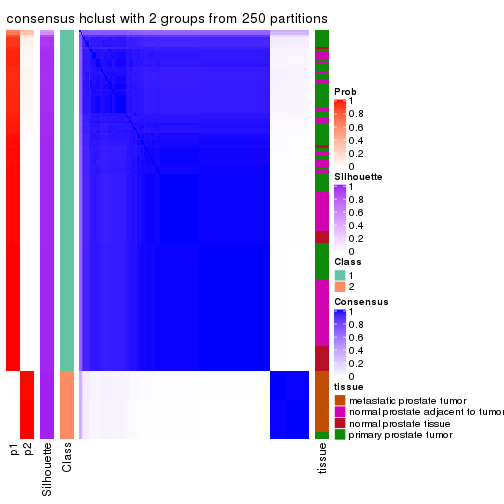 consensus hclust with 2 groups from 250 partitions
Prob
1
0.8
0.6
0.4
0.2
0
Silhouette
1
0.8
0.6
0.4
0.2
0
Class
1
2
Consensus
1
0.8
0.6
0.4
0.2
0
tissue
metastatic prostate tumor
normal prostate adjacent to tumor
normal prostate tissue
primary prostate tumor
p1
p2
Silhouette
Class
tissue